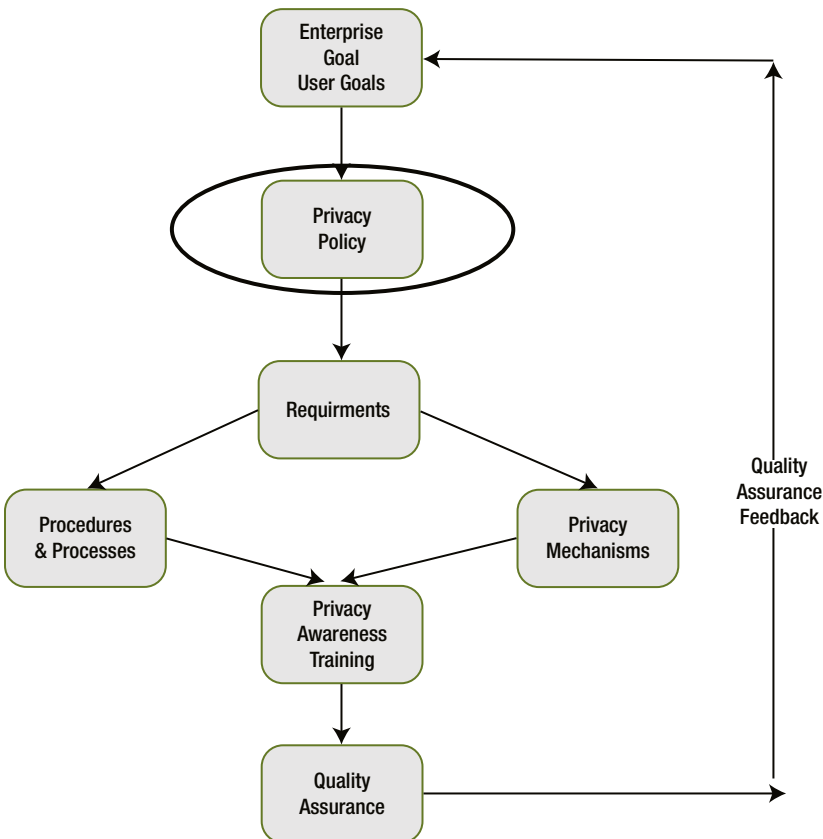 Enterprise
Goal
User Goals
Privacy
Policy
Requirments
Procedures
& Processes
Privacy
Mechanisms
Quality
Assurance
Feedback
Privacy
Awareness
Training
Quality
Assurance